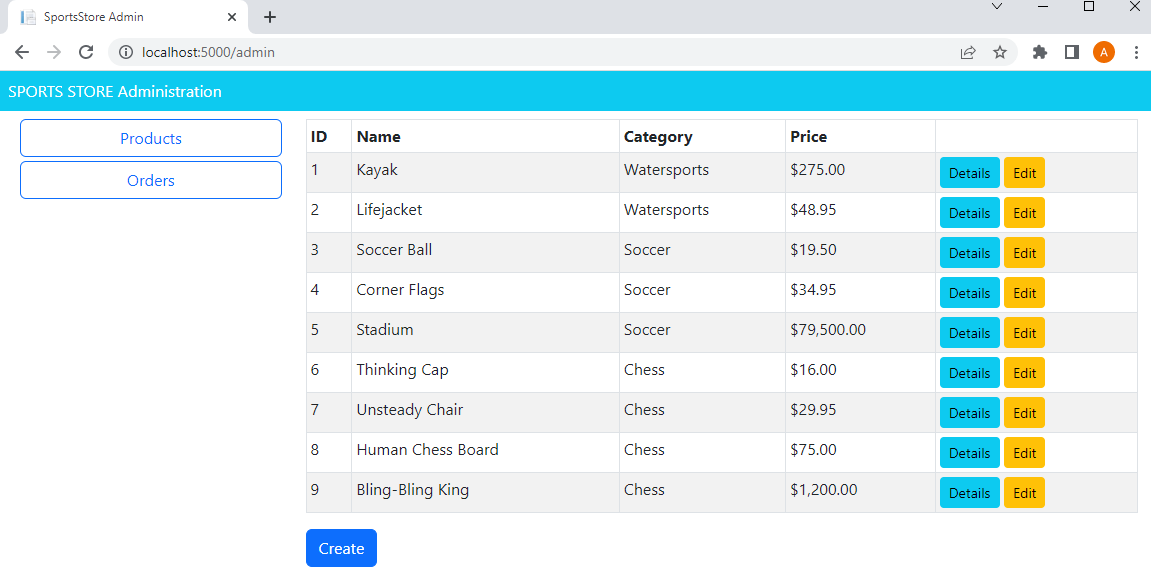 SportsStore Admin
localhost:5000/admin
A
SPORTS STORE Administration
Products
Orders
ID Name Category Price
1 Kayak Watersports $275.00 Details Edit
2 Lifejacket Watersports $48.95 Details Edit
3 Soccer Ball Soccer $19.50 Details Edit
4 Corner Flags Soccer $34.95 Details Edit
5 Stadium Soccer $79,500.00 Details Edit
6 Thinking Cap Chess $16.00 Details Edit
7 Unsteady Chair Chess $29.95 Details Edit
8 Human Chess Board Chess $75.00 Details Edit
9 Bling-Bling King Chess $1,200.00 Details Edit
Create